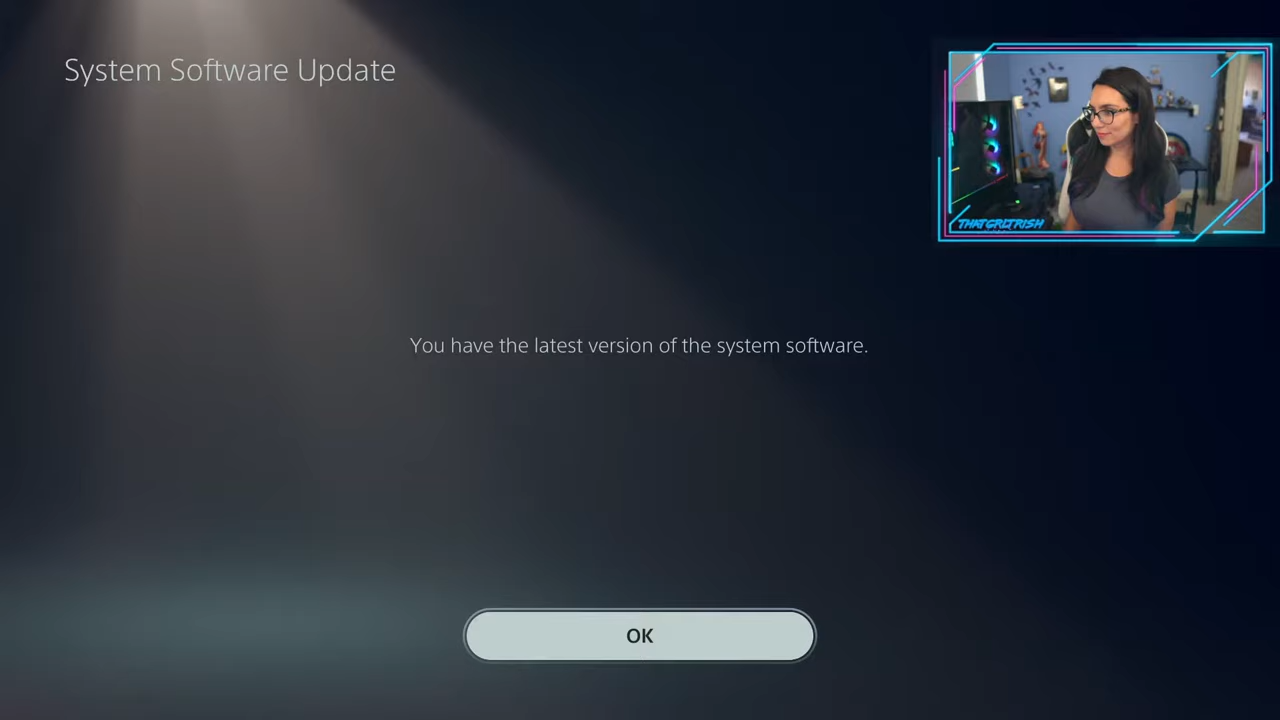 System Software Update
THATGRLTRISH
You have the latest version of the system software.
OK